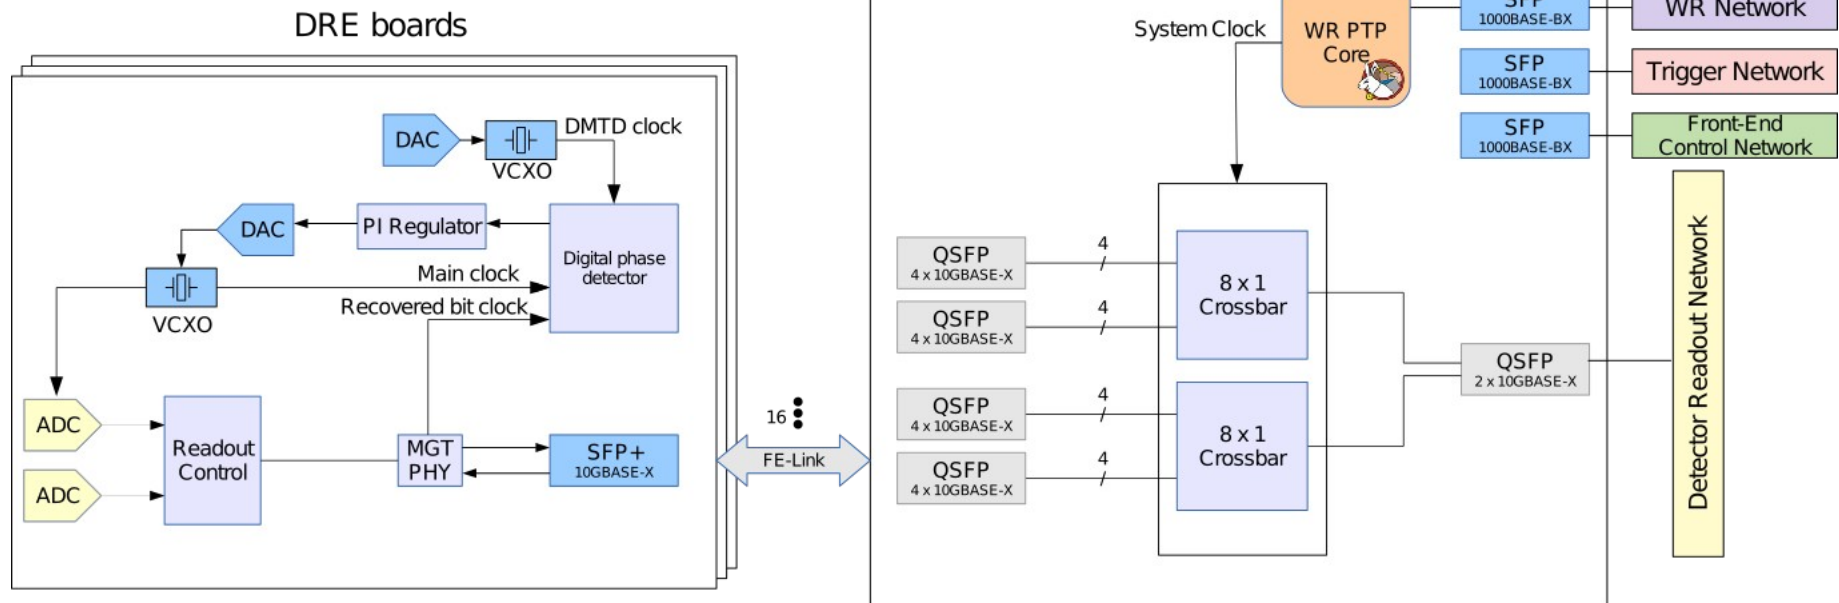 DRE boards
DAC
VCXO
DMTD clock
DAC
PI Regulator
Digital phase
detector
VCXO
Main clock
Recovered bit clock
ADC
ADC
Readout
Control
MGT
PHY
SFP+
10GBASE-X
16
FE-Link
System Clock
WR PTP
Core
SFP
1000BASE-BX
WR Network
SFP
1000BASE-BX
Trigger Network
SFP
1000BASE-BX
Front-End
Control Network
QSFP
4 x 10GBASE-X
4
QSFP
4 x 10GBASE-X
4
8 x 1
Crossbar
QSFP
4 x 10GBASE-X
4
QSFP
4 x 10GBASE-X
4
8 x 1
Crossbar
QSFP
2 x 10GBASE-X
Detector Readout Network